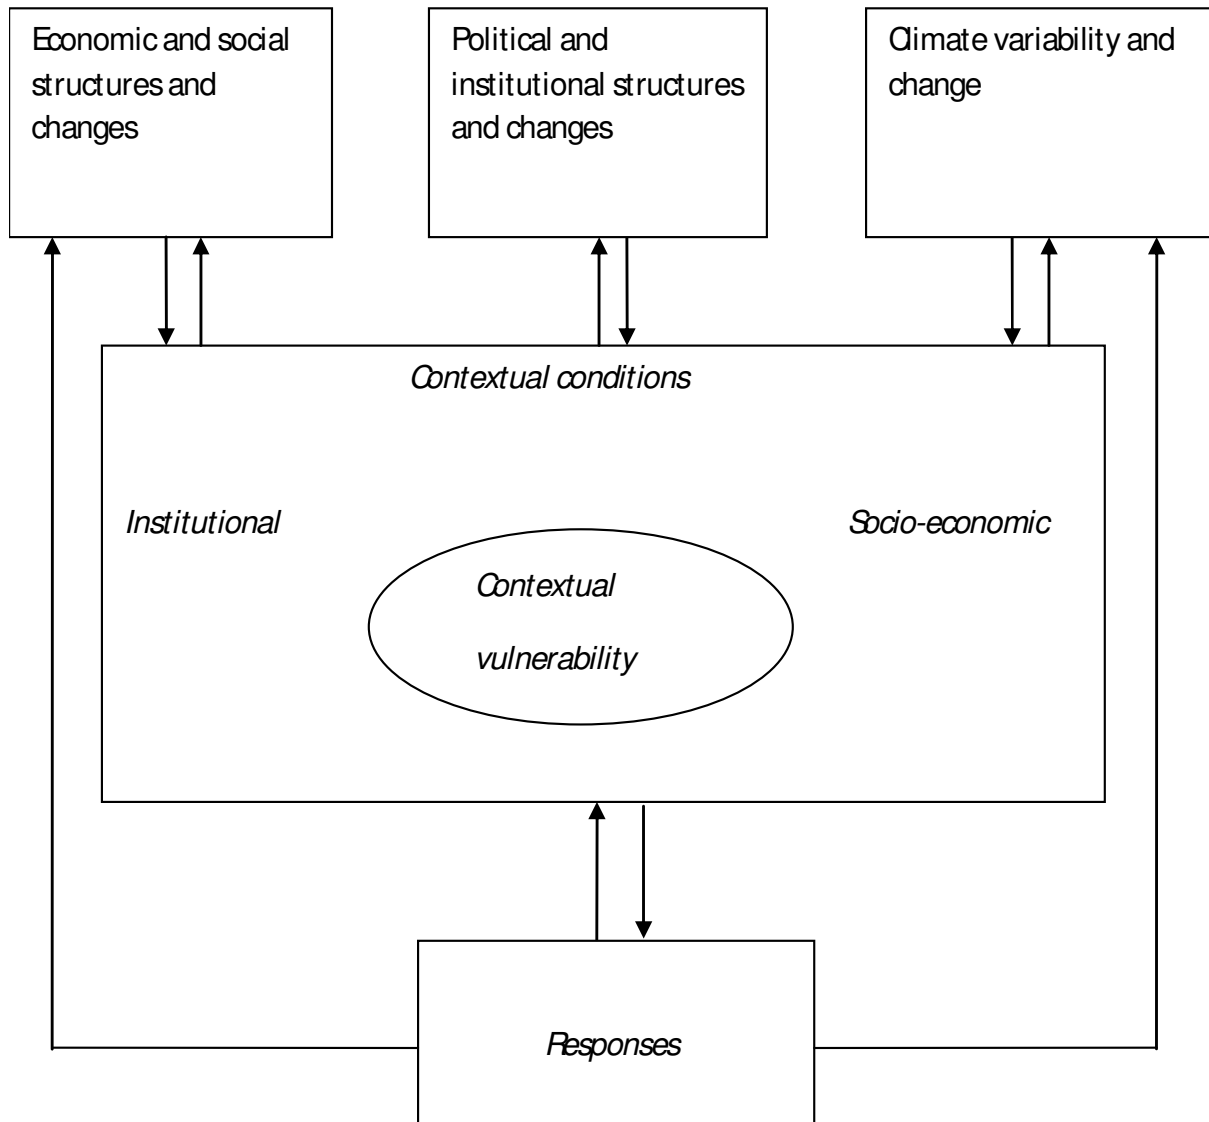 Economic and social
structures and
changes
Political and
institutional structures
and changes
Climate variability and
change
Contextual conditions
Institutional
Socio-economic
Contextual
vulnerability
Responses